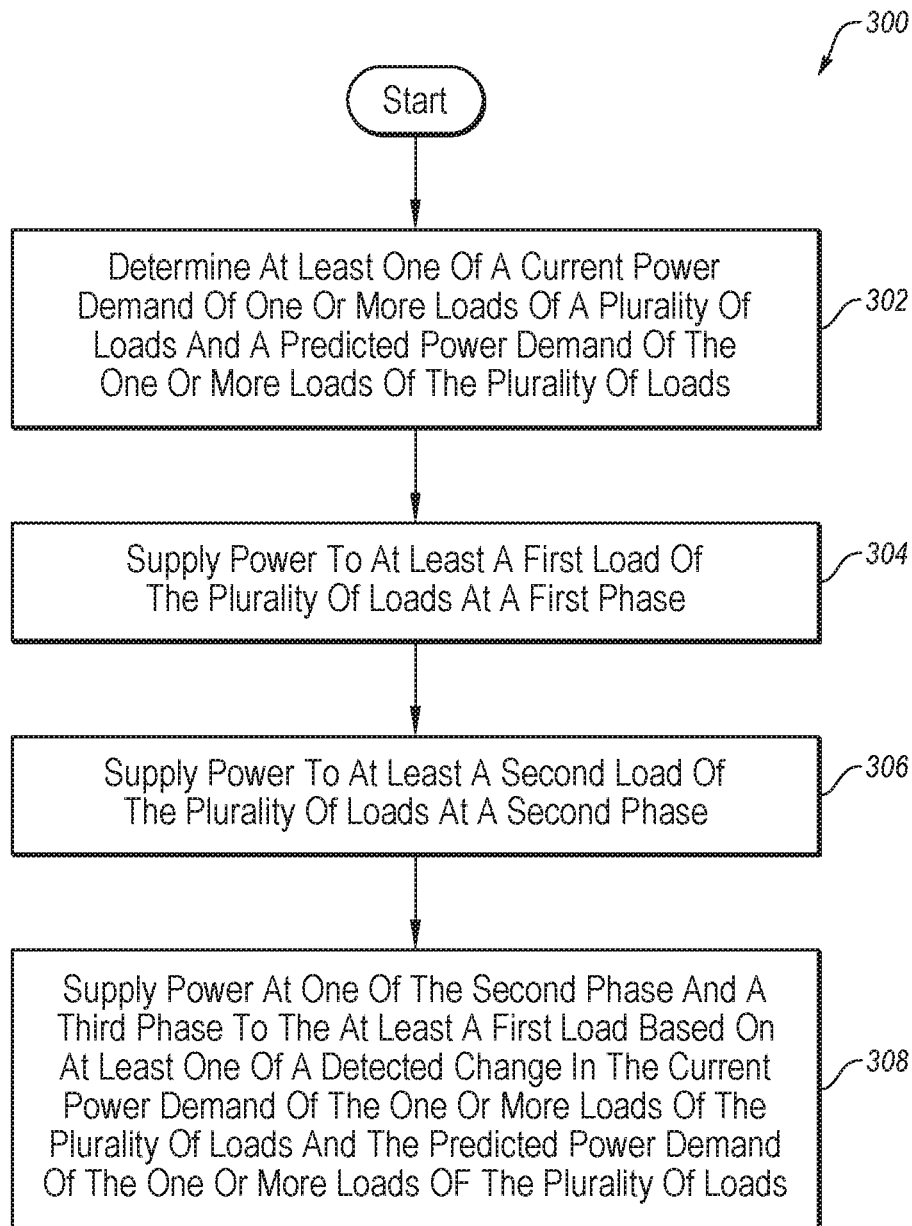 300
Start
Determine At Least One Of A Current Power
Demand Of One Or More Loads Of A Plurality Of
Loads And A Predicted Power Demand Of The
One Or More Loads Of The Plurality Of Loads
302
Supply Power To At Least A First Load Of
The Plurality Of Loads At A First Phase
304
Supply Power To At Least A Second Load Of
The Plurality Of Loads At A Second Phase
306
Supply Power At One Of The Second Phase And A
Third Phase To The At Least A First Load Based On
At Least One Of A Detected Change In The Current
Power Demand Of The One Or More Loads Of The
Plurality Of Loads And The Predicted Power Demand
Of The One Or More Loads OF The Plurality Of Loads
308